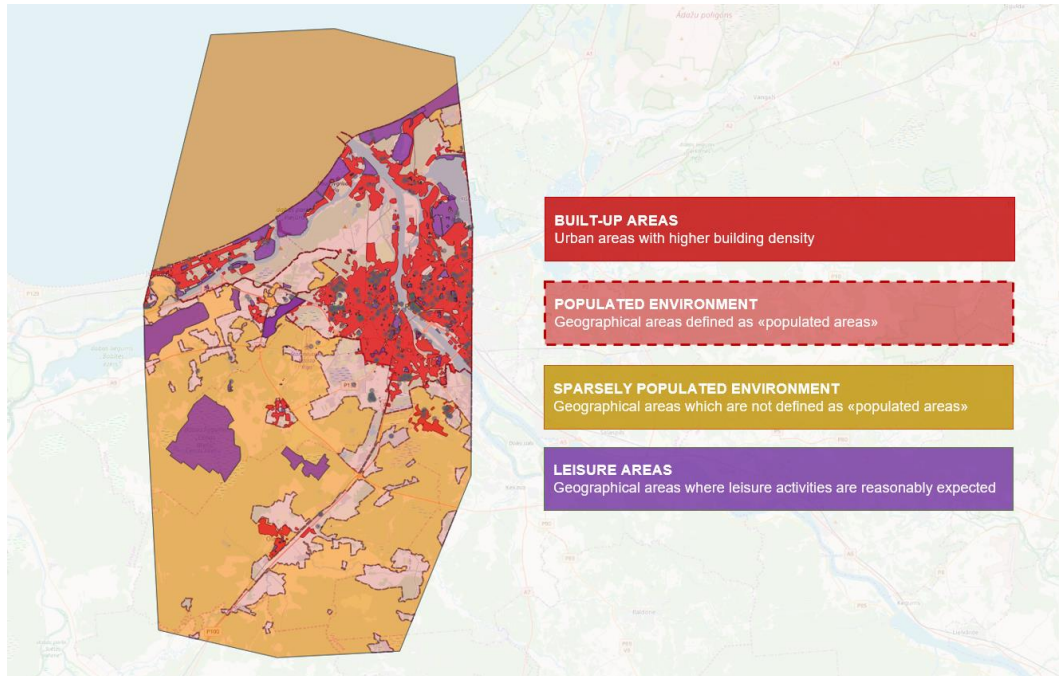 Ādažu poligons
BUILT-UP AREAS
Urban areas with higher building density
POPULATED ENVIRONMENT
Geographical areas defined as «populated areas»
SPARSELY POPULATED ENVIRONMENT
Geographical areas which are not defined as «populated areas»
LEISURE AREAS
Geographical areas where leisure activities are reasonably expected